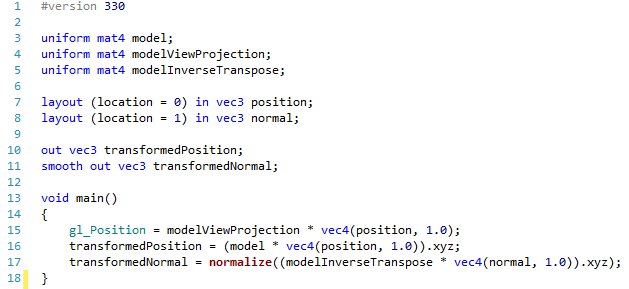 1 #version 330
2
3 uniform mat4 model;
4 uniform mat4 modelViewProjection;
5 uniform mat4 modelInverseTranspose;
6
7 layout (location = 0) in vec3 position;
8 layout (location = 1) in vec3 normal;
9
10 out vec3 transformedPosition;
11 smooth out vec3 transformedNormal;
12
13 void main()
14 {
15     gl_Position = modelViewProjection * vec4(position, 1.0);
16     transformedPosition = (model * vec4(position, 1.0)).xyz;
17     transformedNormal = normalize((modelInverseTranspose * vec4(normal, 1.0)).xyz);
18 }